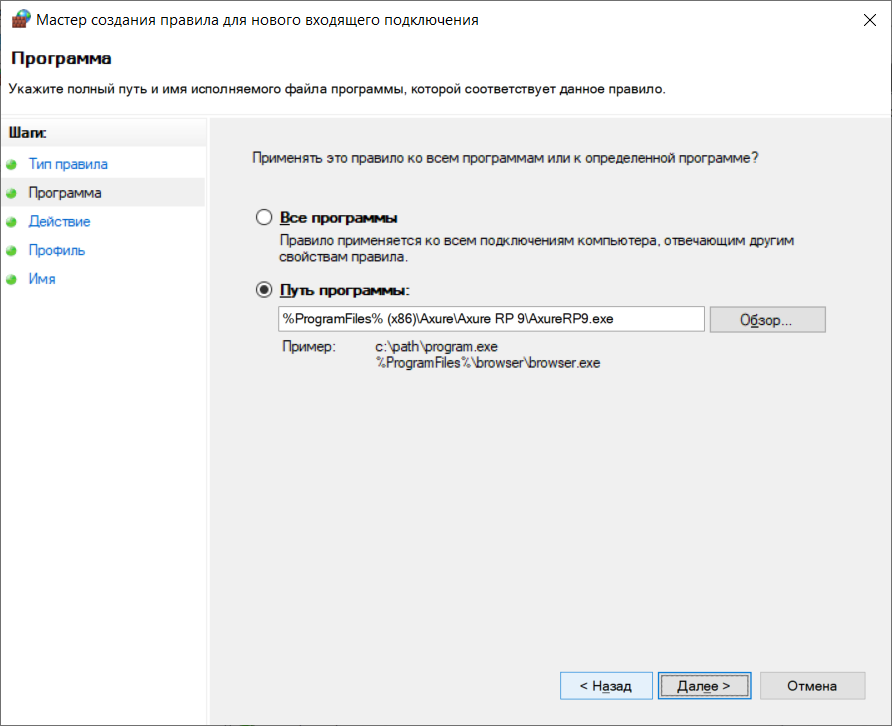 Мастер создания правила для нового входящего подключения
Программа
Укажите полный путь и имя исполняемого файла программы, которой соответствует данное правило.
Шаги:
Тип правила
Программа
Действие
Профиль
Имя
Применять это правило ко всем программам или к определенной программе?
Все программы
Правило применяется ко всем подключениям компьютера, отвечающим другим
свойствам правила.
Путь программы:
%ProgramFiles% (x86)\Axure\Axure RP 9\AxureRP9.exe
Обзор...
Пример:
c:\path\program.exe
%ProgramFiles%\browser\browser.exe
< Назад
Далее >
Отмена